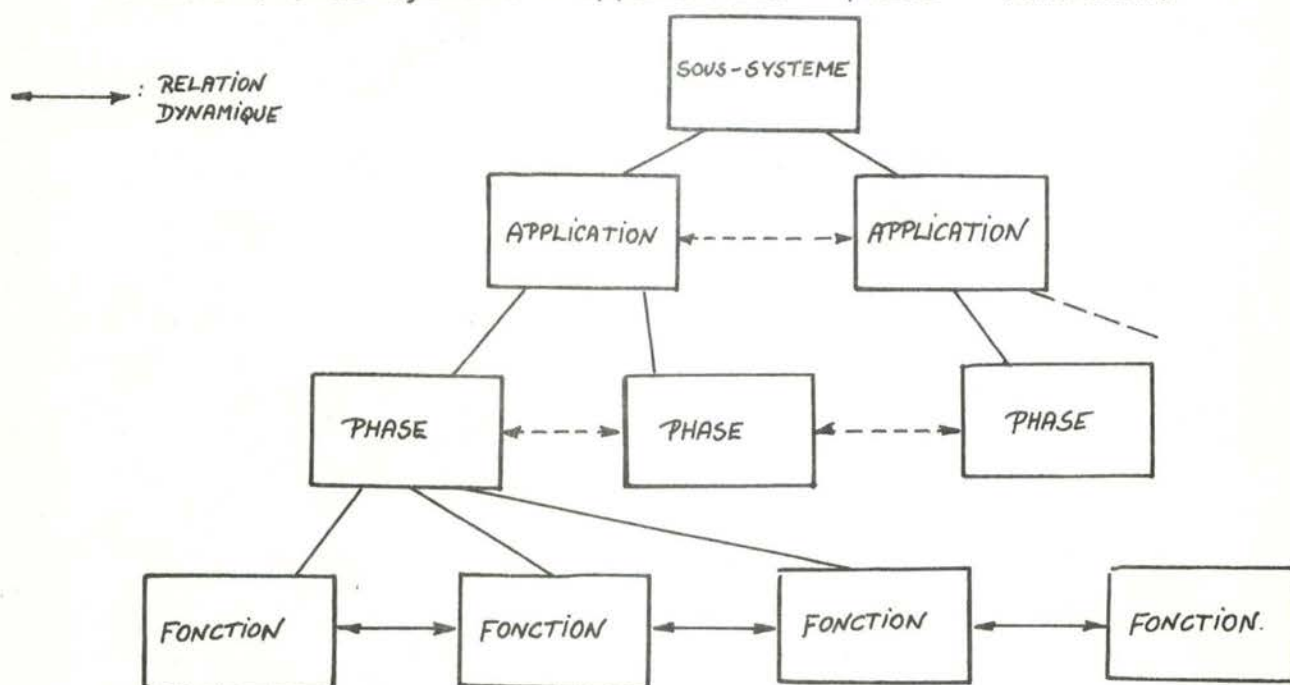 SOUS-SYSTEME
: RELATION
DYNAMIQUE
APPLICATION
APPLICATION
PHASE
PHASE
PHASE
FONCTION
FONCTION
FONCTION
FONCTION.